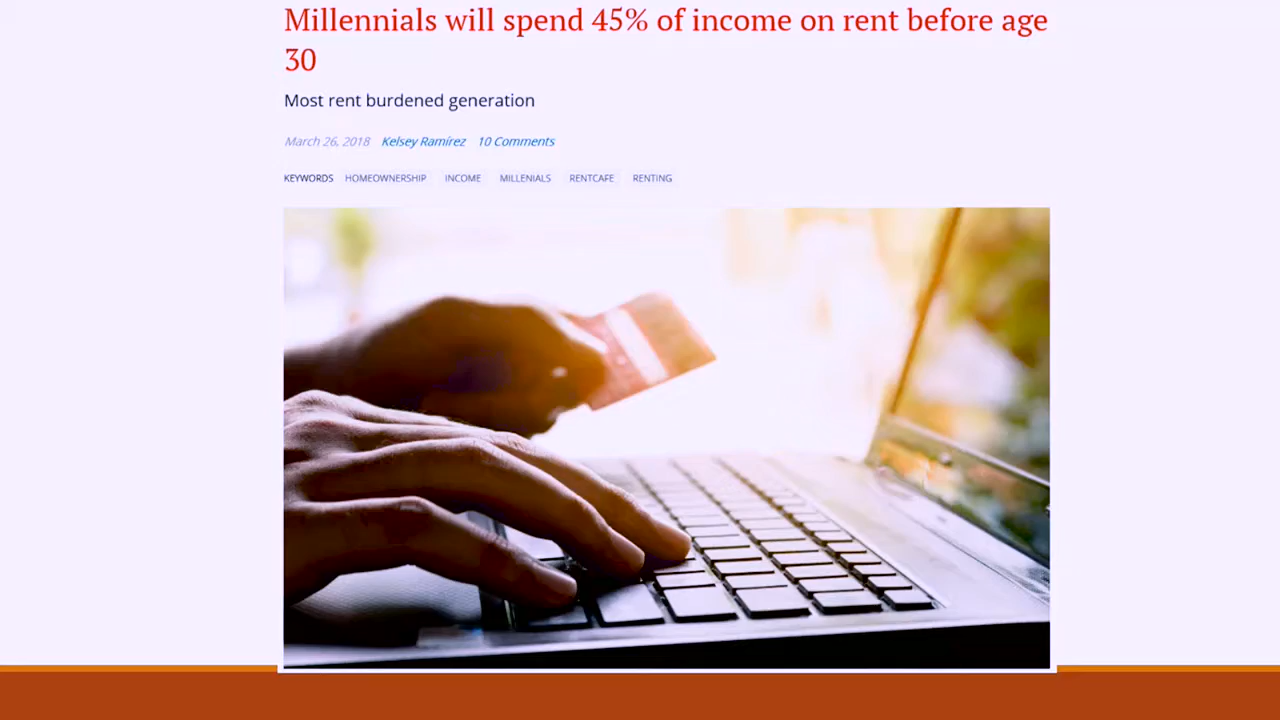 Millennials will spend 45% of income on rent before age
30
Most rent burdened generation
March 26, 2018 Kelsey Ramírez 10 Comments
KEYWORDS HOMEOWNERSHIP INCOME MILLENIALS RENTCAFE RENTING